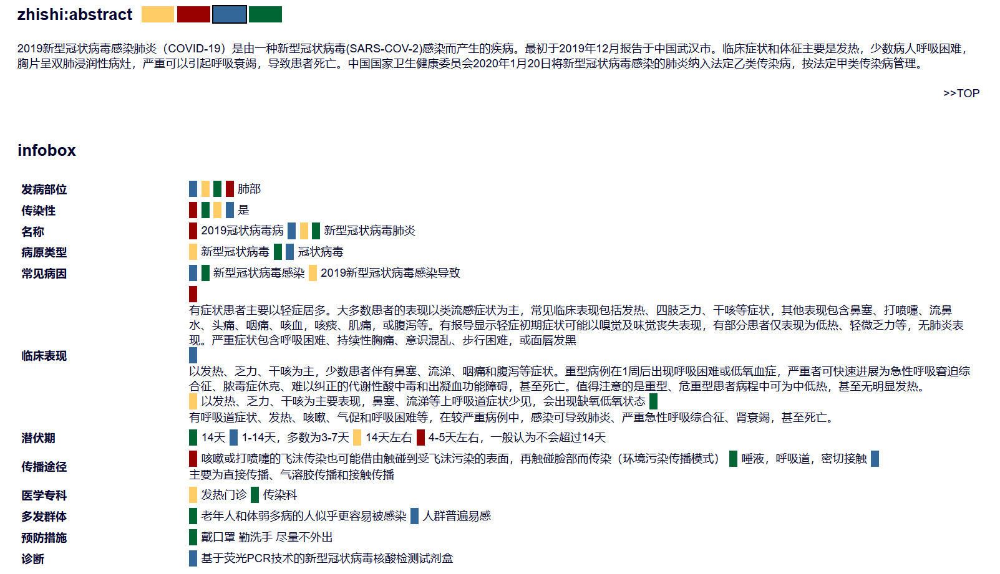 zhishi:abstract
2019新型冠状病毒感染肺炎（COVID-19）是由一种新型冠状病毒(SARS-COV-2)感染而产生的疾病。最初于2019年12月报告于中国武汉市。临床症状和体征主要是发热，少数病人呼吸困难，
胸片呈双肺浸润性病灶，严重可以引起呼吸衰竭，导致患者死亡。中国国家卫生健康委员会2020年1月20日将新型冠状病毒感染的肺炎纳入法定乙类传染病，按法定甲类传染病管理。
>>TOP
infobox
发病部位 肺部
传染性 是
名称 2019冠状病毒病 新型冠状病毒肺炎
病原类型 新型冠状病毒 冠状病毒
常见病因 新型冠状病毒感染 2019新型冠状病毒感染导致
临床表现
有症状患者主要以轻症居多。大多数患者的表现以类流感症状为主，常见临床表现包括发热、四肢乏力、干咳等症状，其他表现包含鼻塞、打喷嚏、流鼻
水、头痛、咽痛、咳血，咳痰、肌痛，或腹泻等。有报导显示轻症初期症状可能以嗅觉及味觉丧失表现，有部分患者仅表现为低热、轻微乏力等，无肺炎表
现。严重症状包含呼吸困难、持续性胸痛、意识混乱、步行困难，或面唇发黑
以发热、乏力、干咳为主，少数患者伴有鼻塞、流涕、咽痛和腹泻等症状。重型病例在1周后出现呼吸困难或低氧血症，严重者可快速进展为急性呼吸窘迫综
合征、脓毒症休克、难以纠正的代谢性酸中毒和出凝血功能障碍，甚至死亡。值得注意的是重型、危重型患者病程中可为中低热，甚至无明显发热。
以发热、乏力、干咳为主要表现，鼻塞、流涕等上呼吸道症状少见，会出现缺氧低氧状态
有呼吸道症状、发热、咳嗽、气促和呼吸困难等，在较严重病例中，感染可导致肺炎、严重急性呼吸综合征、肾衰竭，甚至死亡。
潜伏期 14天 1-14天，多数为3-7天 14天左右 4-5天左右，一般认为不会超过14天
传播途径 咳嗽或打喷嚏的飞沫传染也可能借由触碰到受飞沫污染的表面，再触碰脸部而传染（环境污染传播模式） 唾液，呼吸道，密切接触
主要为直接传播、气溶胶传播和接触传播
医学专科 发热门诊 传染科
多发群体 老年人和体弱多病的人似乎更容易被感染 人群普遍易感
预防措施 戴口罩 勤洗手 尽量不外出
诊断 基于荧光PCR技术的新型冠状病毒核酸检测试剂盒